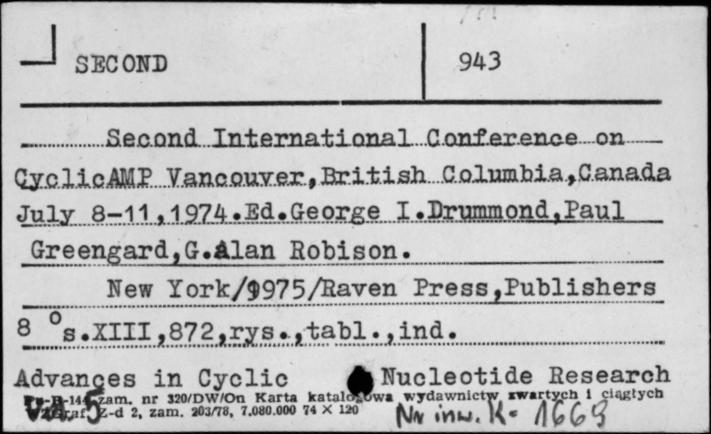 SECOND 943
Second International Conference on
CyclicAMP Vancouver,British Columbia,Canada
July 8-11,1974.Ed.George I.Drummond,Paul
Greengard,G.Alan Robison.
New York/1975/Raven Press,Publishers
8 °s.XIII,872,rys.,tabl.,ind.
Advances in Cyclic Nucleotide Research
zam. nr 320/DW/On Karta katalogowa wydawnictw zwartych i ciągłych
5 Z-d 2, zam. 203/78, 7.080.000 74 × 120 Nr inw. K- 1669